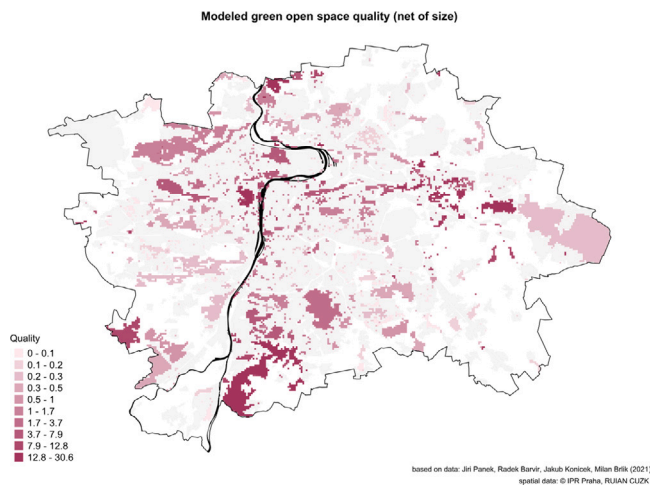 Modeled green open space quality (net of size)
Quality
0 - 0.1
0.1 - 0.2
0.2 - 0.3
0.3 - 0.5
0.5 - 1
1 - 1.7
1.7 - 3.7
3.7 - 7.9
7.9 - 12.8
12.8 - 30.6
based on data: Jiri Panek, Radek Barvir, Jakub Konicek, Milan Brlik (2021)
spatial data: © IPR Praha, RUIAN CUZK